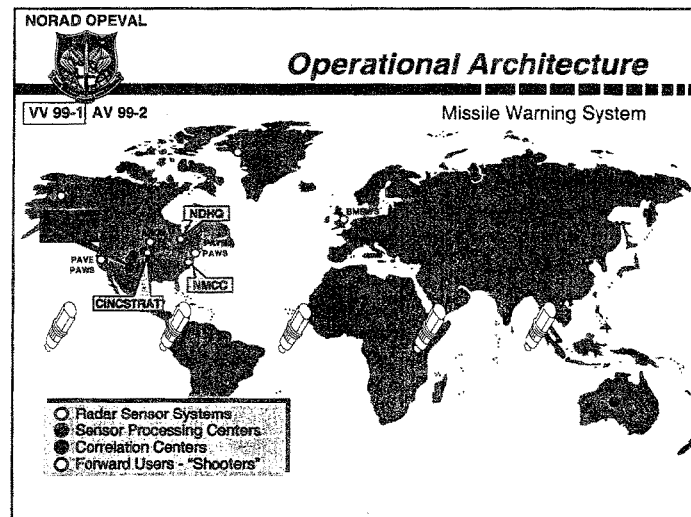 NORAD OPEVAL
Operational Architecture
VV 99-1 AV 99-2
Missile Warning System
NDHQ
BMEWS
PAVE
PAWS
PAWS
NMCC
CINCSTRAT
Radar Sensor Systems
Sensor Processing Centers
Correlation Centers
Forward Users - "Shooters"